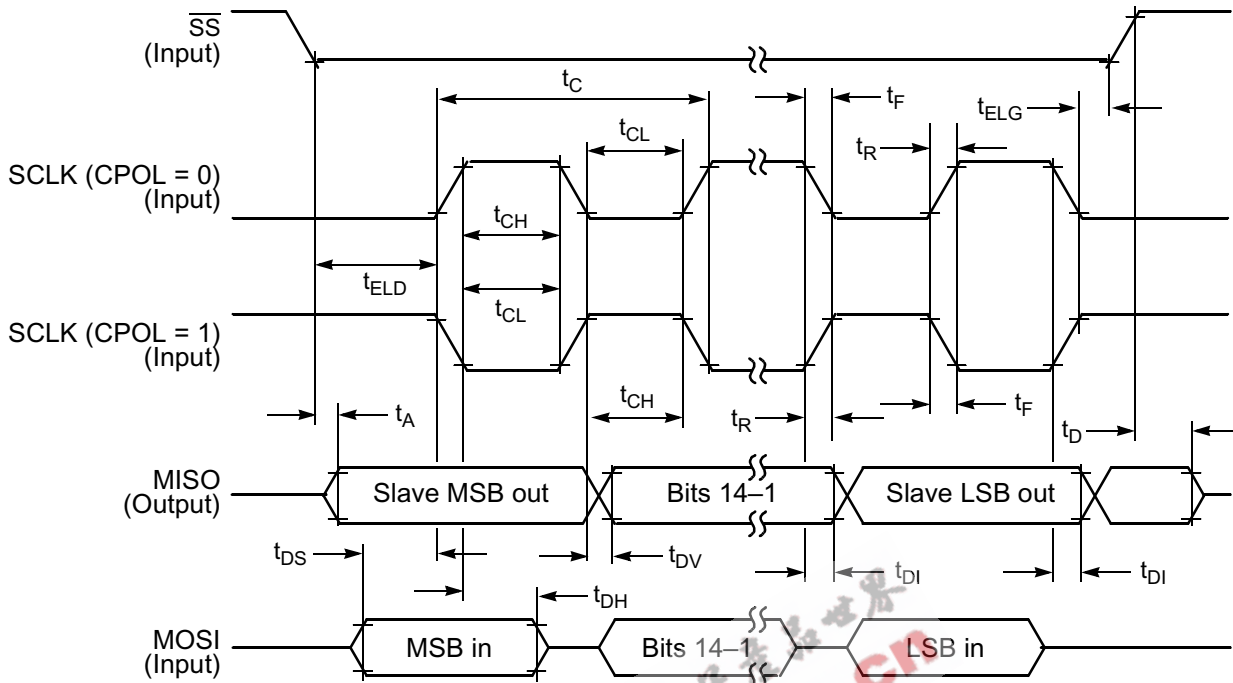 SS
(Input)
tC
tF
tELG
tCL
tR
SCLK (CPOL = 0)
(Input)
tCH
tELD
tCL
SCLK (CPOL = 1)
(Input)
tCH
tA
tR
tF
tD
MISO
(Output)
Slave MSB out
Bits 14–1
Slave LSB out
tDS
tDV
tDI
tDI
tDH
MOSI
(Input)
MSB in
Bits 14–1
LSB in
.cn